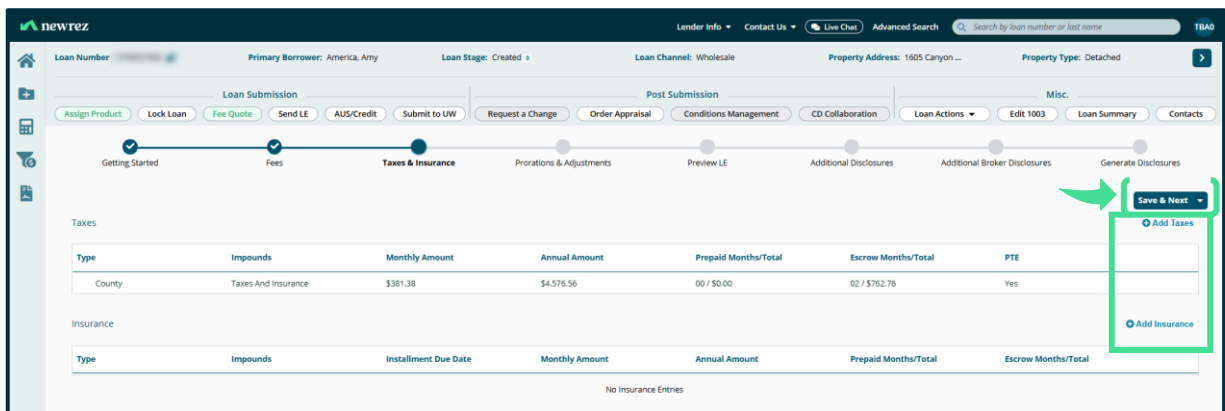 newrez
Lender Info Contact Us Live Chat Advanced Search Search by loan number or last name TBA0
Loan Number Primary Borrower: America, Amy Loan Stage: Created Loan Channel: Wholesale Property Address: 1605 Canyon ... Property Type: Detached
Loan Submission Post Submission Misc.
Assign Product Lock Loan Fee Quote Send LE AUS/Credit Submit to UW Request a Change Order Appraisal Conditions Management CD Collaboration Loan Actions Edit 1003 Loan Summary Contacts
Getting Started Fees Taxes & Insurance Prorations & Adjustments Preview LE Additional Disclosures Additional Broker Disclosures Generate Disclosures
Save & Next
Taxes Add Taxes
Type Impounds Monthly Amount Annual Amount Prepaid Months/Total Escrow Months/Total PTE
County Taxes And Insurance $381.38 $4,576.56 00 / $0.00 02 / $762.76 Yes
Insurance Add Insurance
Type Impounds Installment Due Date Monthly Amount Annual Amount Prepaid Months/Total Escrow Months/Total
No Insurance Entries